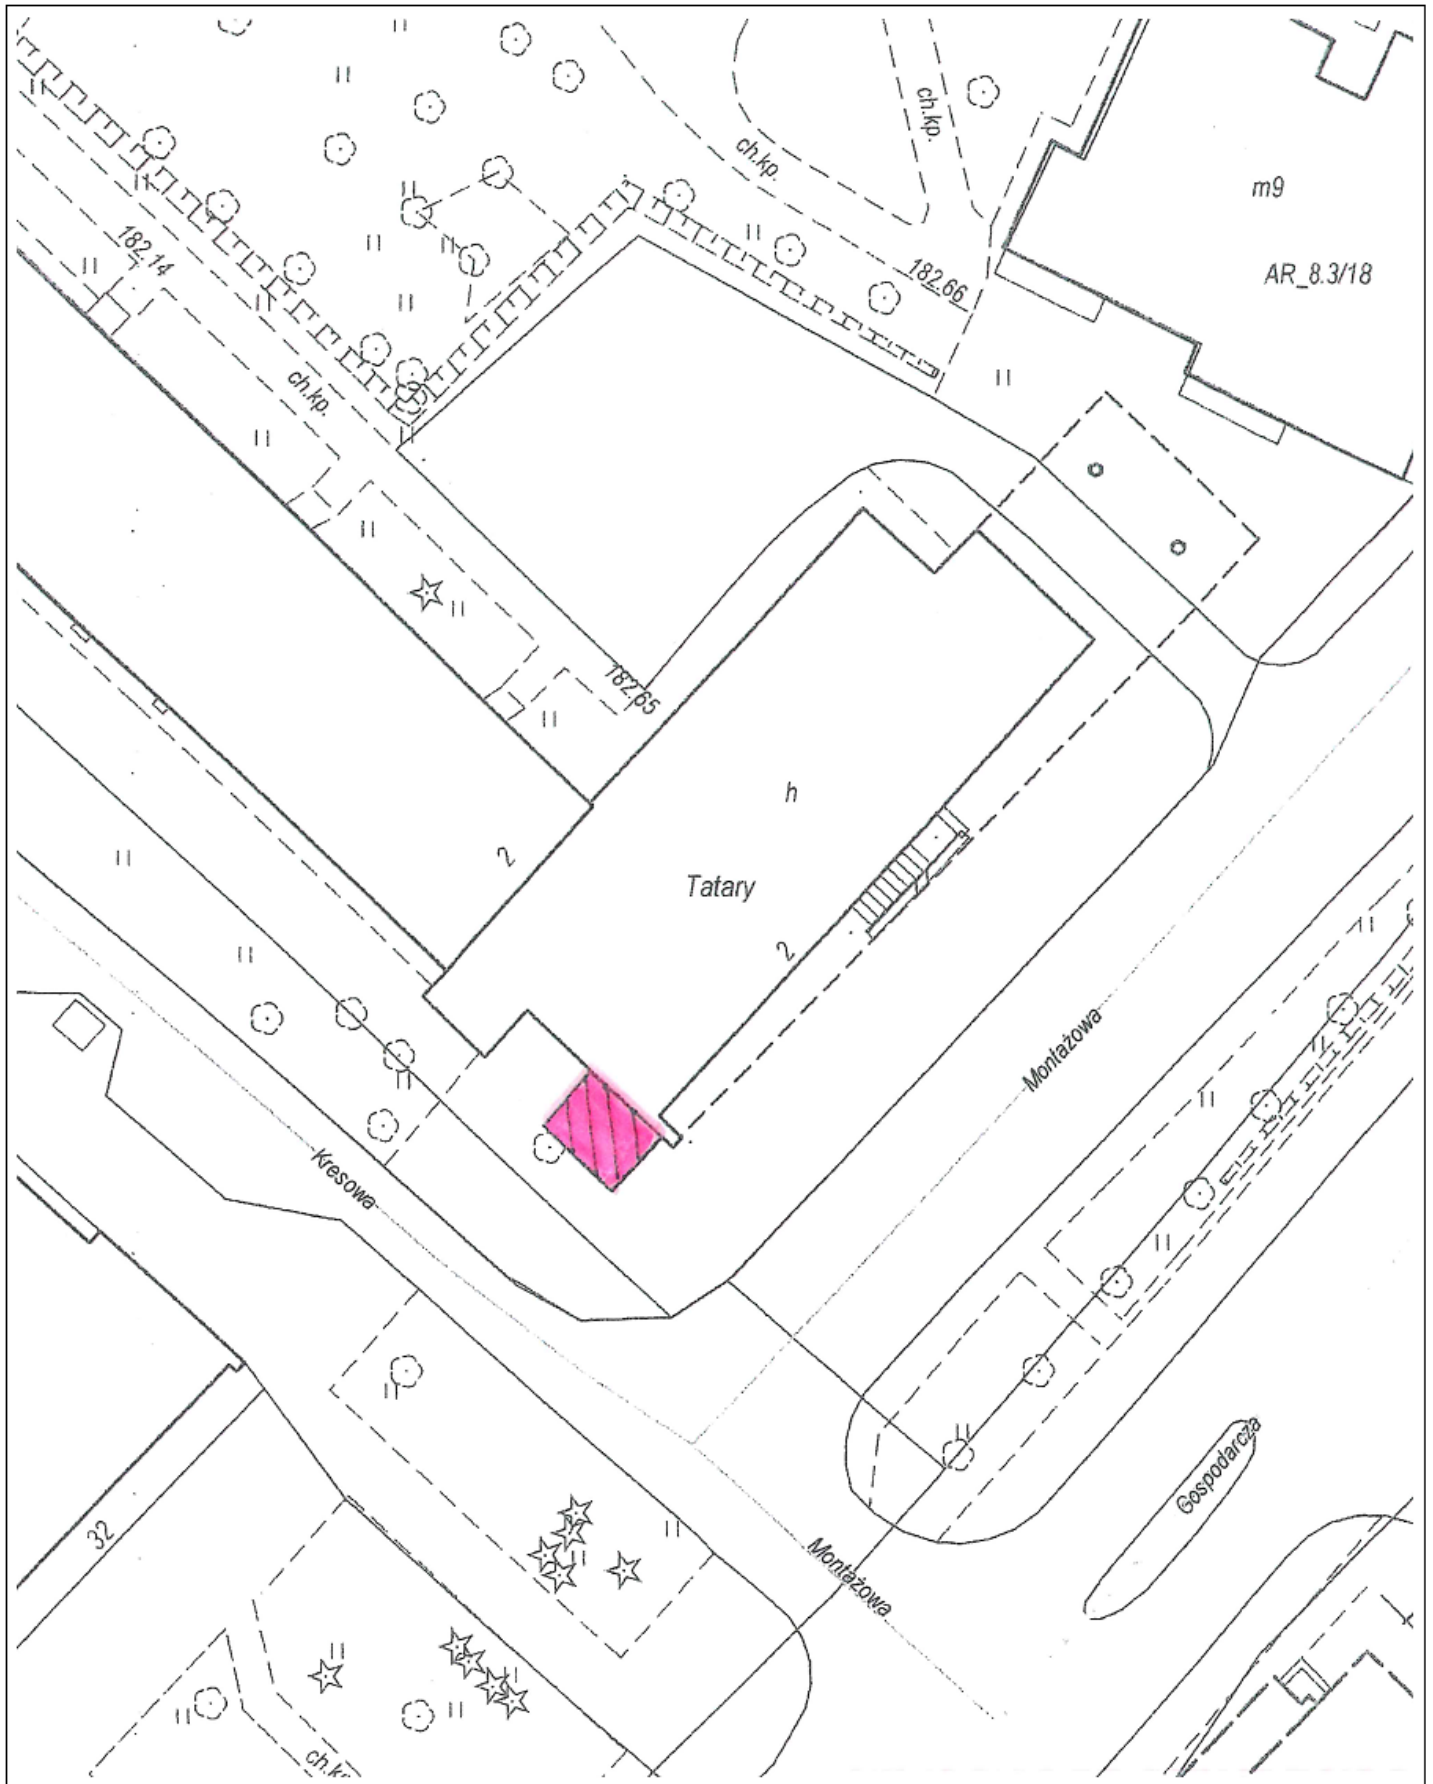 ch.kp.
ch.kp.
m9
182.14
182.66
AR_8.3/18
ch.kp.
182.65
h
2
Tatary
2
Montażowa
Kresowa
Gospodarcza
32
Montażowa